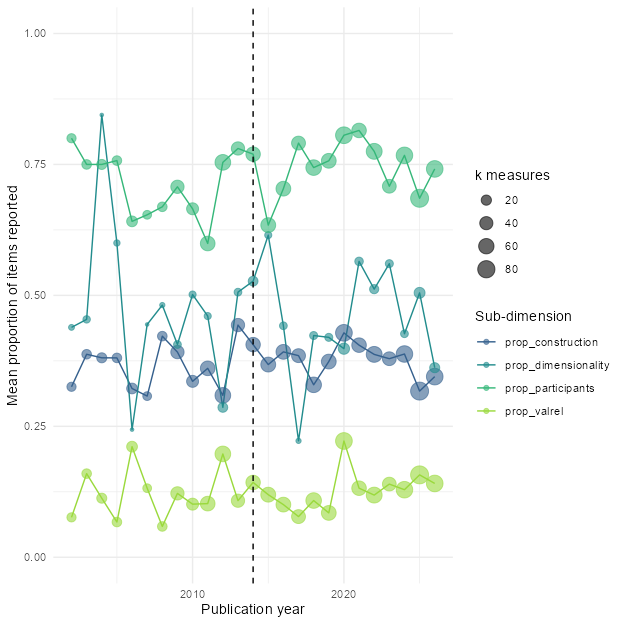 1.00
0.75
0.50
0.25
0.00
Mean proportion of items reported
2010
2020
Publication year
k measures
20
40
60
80
Sub-dimension
prop_construction
prop_dimensionality
prop_participants
prop_valrel